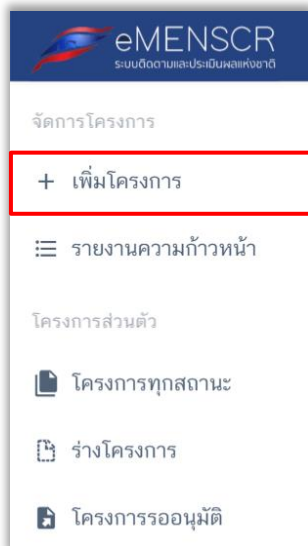 eMENSCR
ระบบติดตามและประเมินผลแห่งชาติ
จัดการโครงการ
+ เพิ่มโครงการ
รายงานความก้าวหน้า
โครงการส่วนตัว
โครงการทุกสถานะ
ร่างโครงการ
โครงการรออนุมัติ